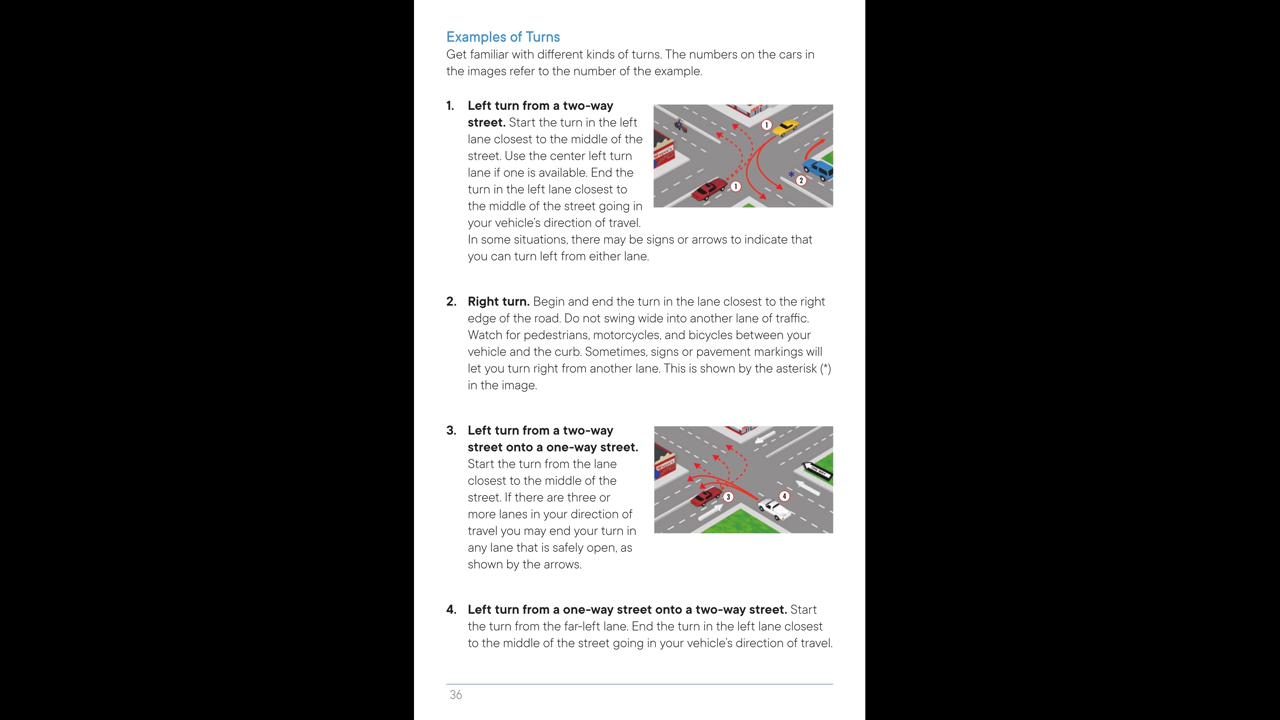 Examples of Turns
Get familiar with different kinds of turns. The numbers on the cars in
the images refer to the number of the example.
1. Left turn from a two-way
street. Start the turn in the left
lane closest to the middle of the
street. Use the center left turn
lane if one is available. End the
turn in the left lane closest to
the middle of the street going in
your vehicle’s direction of travel.
In some situations, there may be signs or arrows to indicate that
you can turn left from either lane.
1
1
* 2
2. Right turn. Begin and end the turn in the lane closest to the right
edge of the road. Do not swing wide into another lane of traffic.
Watch for pedestrians, motorcycles, and bicycles between your
vehicle and the curb. Sometimes, signs or pavement markings will
let you turn right from another lane. This is shown by the asterisk (*)
in the image.
3. Left turn from a two-way
street onto a one-way street.
Start the turn from the lane
closest to the middle of the
street. If there are three or
more lanes in your direction of
travel you may end your turn in
any lane that is safely open, as
shown by the arrows.
3
4
4. Left turn from a one-way street onto a two-way street. Start
the turn from the far-left lane. End the turn in the left lane closest
to the middle of the street going in your vehicle’s direction of travel.
36